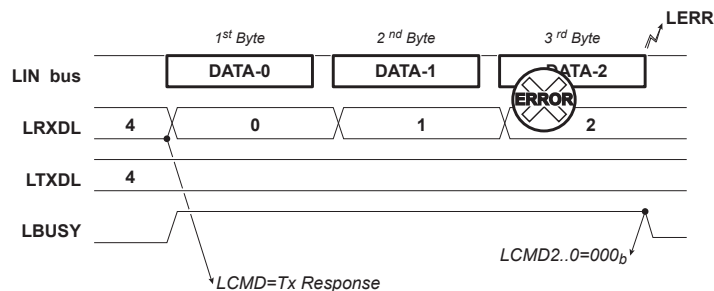 LERR
1st Byte 2nd Byte 3rd Byte
LIN bus DATA-0 DATA-1 DATA-2
ERROR
LRXDL 4 0 1 2
LTXDL 4
LBUSY
LCMD2..0=000b
LCMD=Tx Response